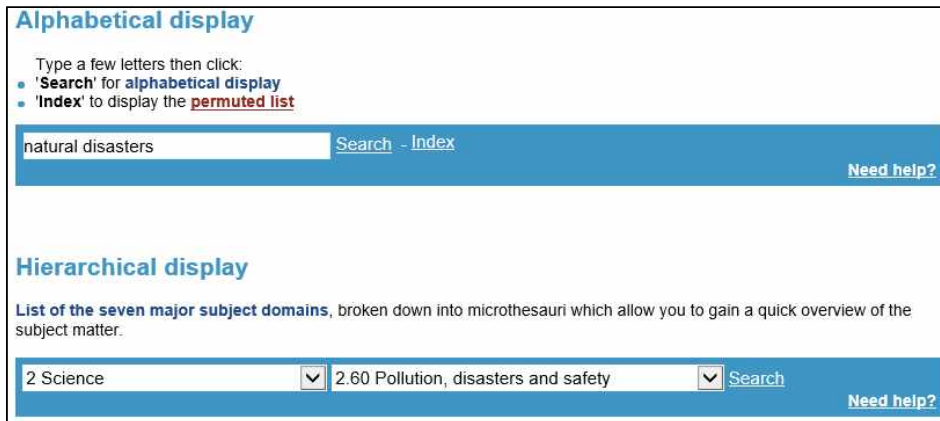 Alphabetical display
Type a few letters then click:
'Search' for alphabetical display
'Index' to display the permuted list
natural disasters Search - Index
Need help?
Hierarchical display
List of the seven major subject domains, broken down into microthesauri which allow you to gain a quick overview of the
subject matter.
2 Science 2.60 Pollution, disasters and safety Search
Need help?